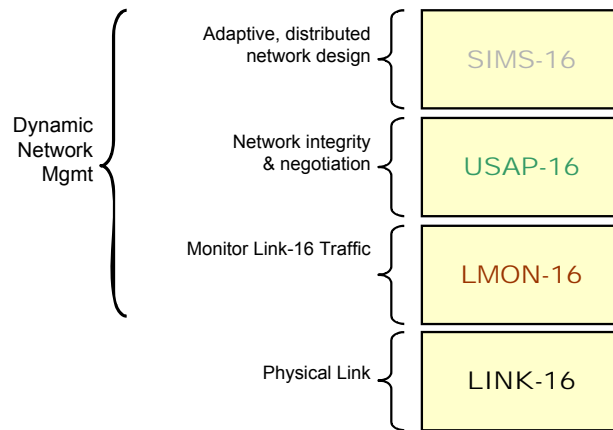 Adaptive, distributed
network design
SIMS-16
Dynamic
Network
Mgmt
Network integrity
& negotiation
USAP-16
Monitor Link-16 Traffic
LMON-16
Physical Link
LINK-16